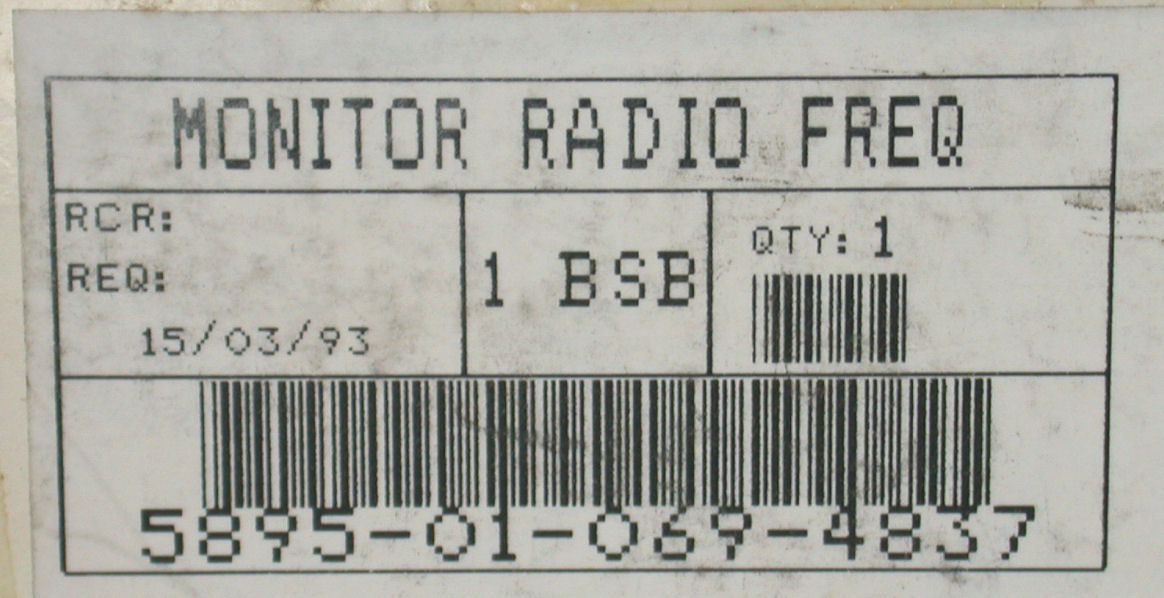 MONITOR RADIO FREQ
RCR:
REQ:
15/03/93
1 BSB
QTY: 1
5895-01-069-4837